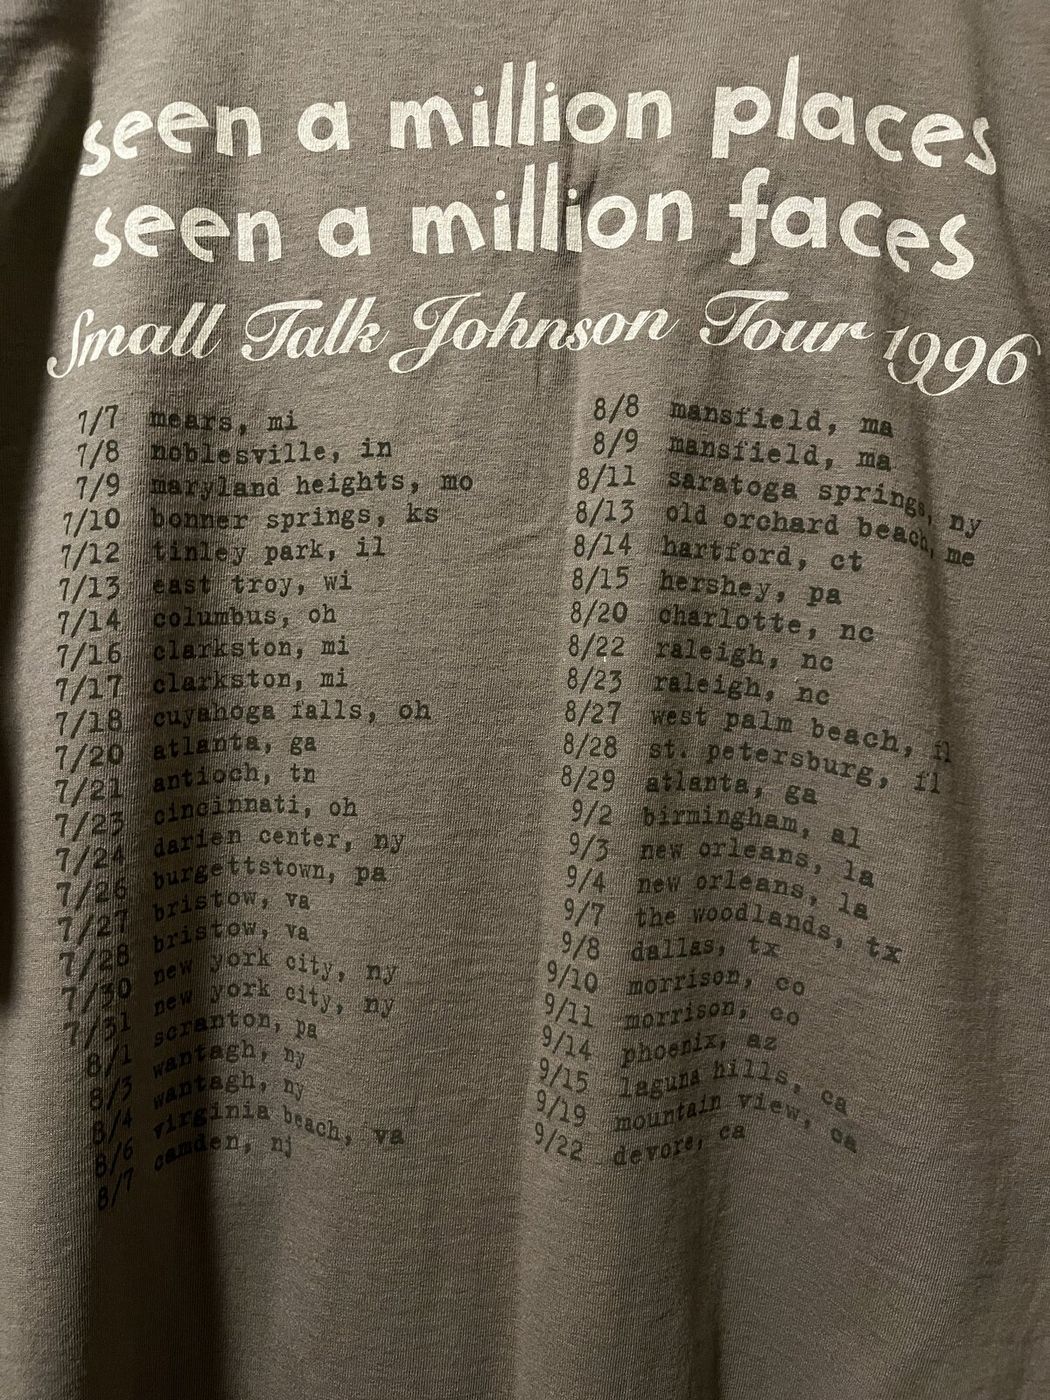 seen a million places
seen a million faces
Small Talk Johnson Tour 1996
7/7 mears, mi
7/8 noblesville, in
7/9 maryland heights, mo
7/10 bonner springs, ks
7/12 tinley park, il
7/13 east troy, wi
7/14 columbus, oh
7/16 clarkston, mi
7/17 clarkston, mi
7/18 cuyahoga falls, oh
7/20 atlanta, ga
7/21 antioch, tn
7/23 cincinnati, oh
7/24 darien center, ny
7/26 burgettstown, pa
7/27 bristow, va
7/28 bristow, va
7/30 new york city, ny
7/31 new york city, ny
8/1 scranton, pa
8/3 wantagh, ny
8/4 wantagh, ny
8/6 virginia beach, va
8/7 camden, nj
8/8 mansfield, ma
8/9 mansfield, ma
8/11 saratoga springs, ny
8/13 old orchard beach, me
8/14 hartford, ct
8/15 hershey, pa
8/20 charlotte, nc
8/22 raleigh, nc
8/23 raleigh, nc
8/27 west palm beach, fl
8/28 st. petersburg, fl
8/29 atlanta, ga
9/2 birmingham, al
9/3 new orleans, la
9/4 new orleans, la
9/7 the woodlands, tx
9/8 dallas, tx
9/10 morrison, co
9/11 morrison, co
9/14 phoenix, az
9/15 laguna hills, ca
9/19 mountain view, ca
9/22 devore, ca